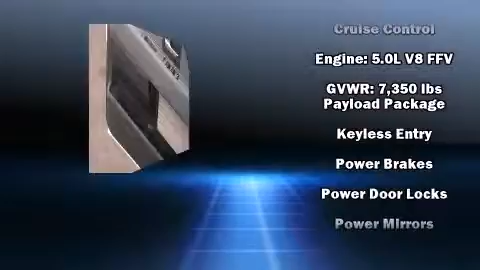 Cruise Control
Engine: 5.0L V8 FFV
GVWR: 7,350 lbs
Payload Package
Keyless Entry
Power Brakes
Power Door Locks
Power Mirrors